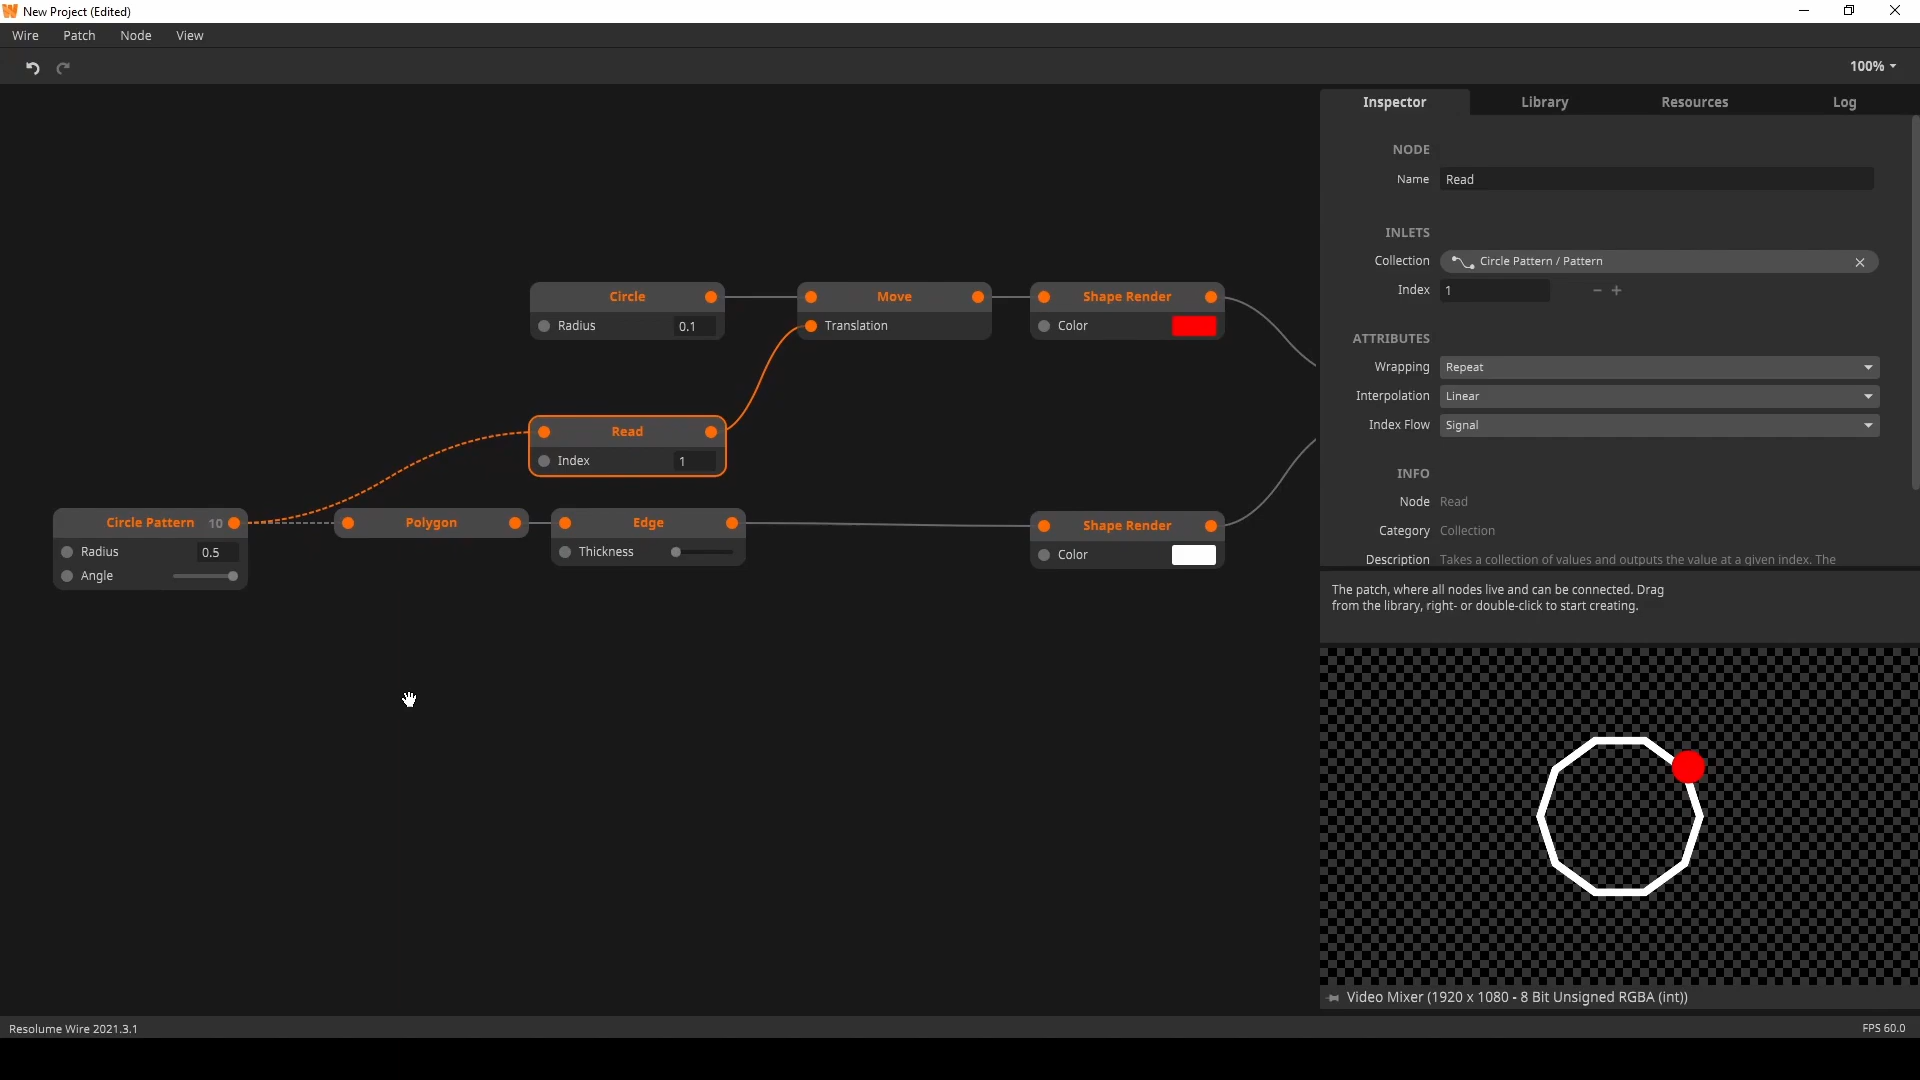 New Project (Edited)
Wire Patch Node View
100%
Inspector Library Resources Log
NODE
Name Read
INLETS
Collection Circle Pattern / Pattern
Index 1
ATTRIBUTES
Wrapping Repeat
Interpolation Linear
Index Flow Signal
INFO
Node Read
Category Collection
Description Takes a collection of values and outputs the value at a given index. The
Circle
Radius 0.1
Move
Translation
Shape Render
Color
Read
Index 1
Circle Pattern 10
Radius 0.5
Angle
Polygon
Edge
Thickness
Shape Render
Color
The patch, where all nodes live and can be connected. Drag
from the library, right- or double-click to start creating.
Video Mixer (1920 x 1080 - 8 Bit Unsigned RGBA (int))
Resolume Wire 2021.3.1
FPS 60.0